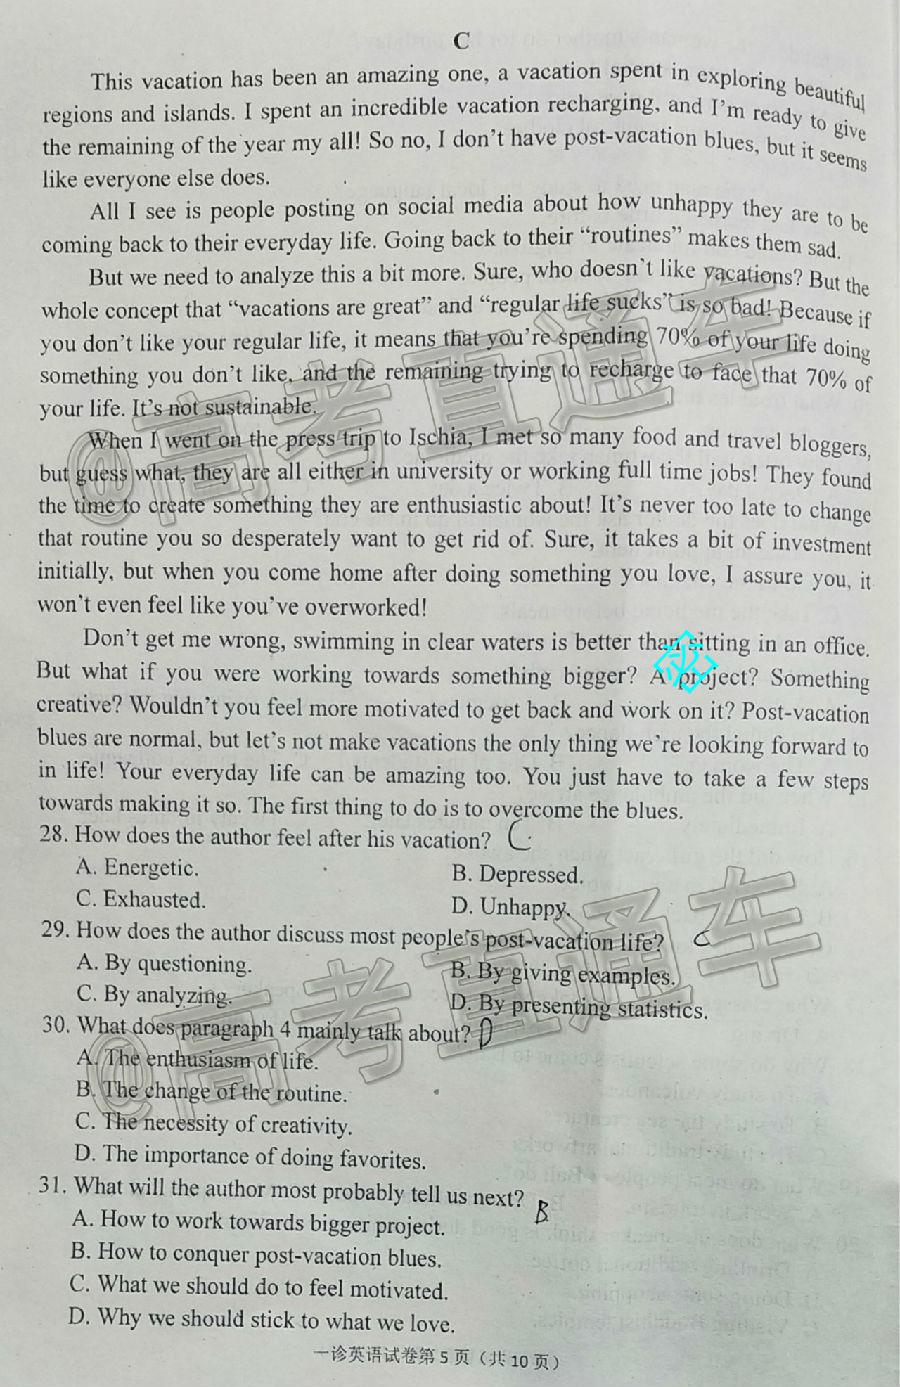 C
This vacation has been an amazing one, a vacation spent in exploring beautiful
regions and islands. I spent an incredible vacation recharging, and I'm ready to give
the remaining of the year my all! So no, I don't have post-vacation blues, but it seems
like everyone else does.
All I see is people posting on social media about how unhappy they are to be
coming back to their everyday life. Going back to their "routines" makes them sad.
But we need to analyze this a bit more. Sure, who doesn't like vacations? But the
whole concept that "vacations are great" and "regular life sucks" is so bad! Because if
you don't like your regular life, it means that you're spending 70% of your life doing
something you don't like, and the remaining trying to recharge to face that 70% of
your life. It's not sustainable.
When I went on the press trip to Ischia, I met so many food and travel bloggers,
but guess what, they are all either in university or working full time jobs! They found
the time to create something they are enthusiastic about! It's never too late to change
that routine you so desperately want to get rid of. Sure, it takes a bit of investment
initially, but when you come home after doing something you love, I assure you, it
won't even feel like you've overworked!
Don't get me wrong, swimming in clear waters is better than sitting in an office.
But what if you were working towards something bigger? A project? Something
creative? Wouldn't you feel more motivated to get back and work on it? Post-vacation
blues are normal, but let's not make vacations the only thing we're looking forward to
in life! Your everyday life can be amazing too. You just have to take a few steps
towards making it so. The first thing to do is to overcome the blues.
28. How does the author feel after his vacation? C
A. Energetic. B. Depressed.
C. Exhausted. D. Unhappy.
29. How does the author discuss most people's post-vacation life? C
A. By questioning. B. By giving examples.
C. By analyzing. D. By presenting statistics.
30. What does paragraph 4 mainly talk about? D
A. The enthusiasm of life.
B. The change of the routine.
C. The necessity of creativity.
D. The importance of doing favorites.
31. What will the author most probably tell us next? B
A. How to work towards bigger project.
B. How to conquer post-vacation blues.
C. What we should do to feel motivated.
D. Why we should stick to what we love.
一诊英语试卷第 5 页（共 10 页）
@高考直通车
@高考直通车
密